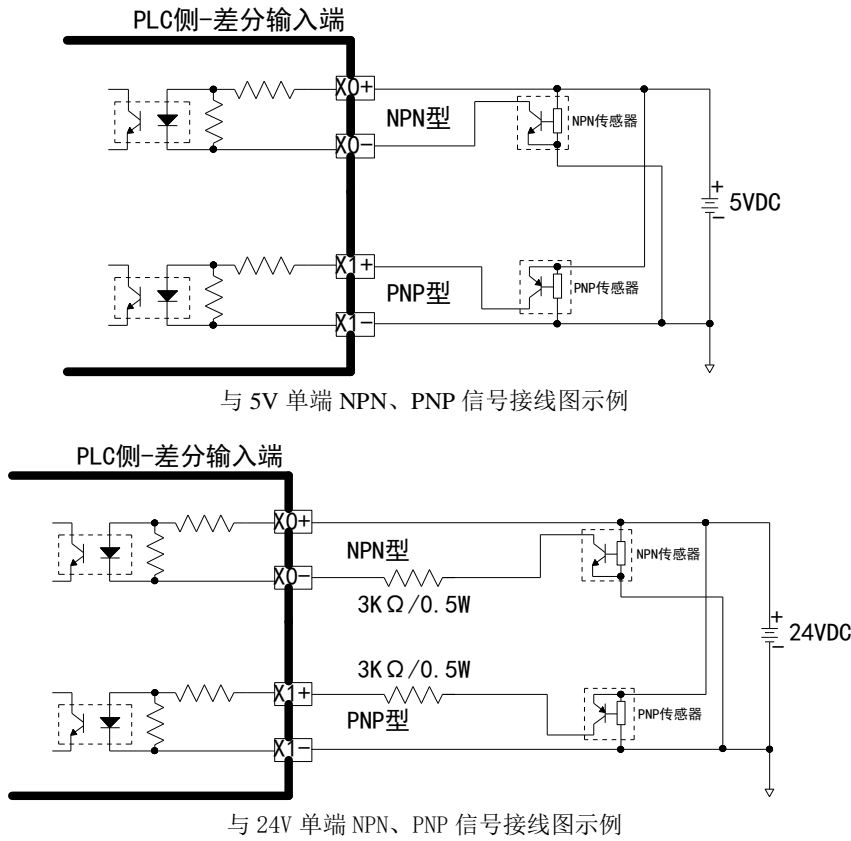 PLC侧-差分输入端
X0+
NPN型
NPN传感器
X0-
5VDC
X1+
PNP型
PNP传感器
X1-
与 5V 单端 NPN、PNP 信号接线图示例
PLC侧-差分输入端
X0+
NPN型
NPN传感器
X0-
3KΩ/0.5W
24VDC
3KΩ/0.5W
X1+
PNP型
PNP传感器
X1-
与 24V 单端 NPN、PNP 信号接线图示例